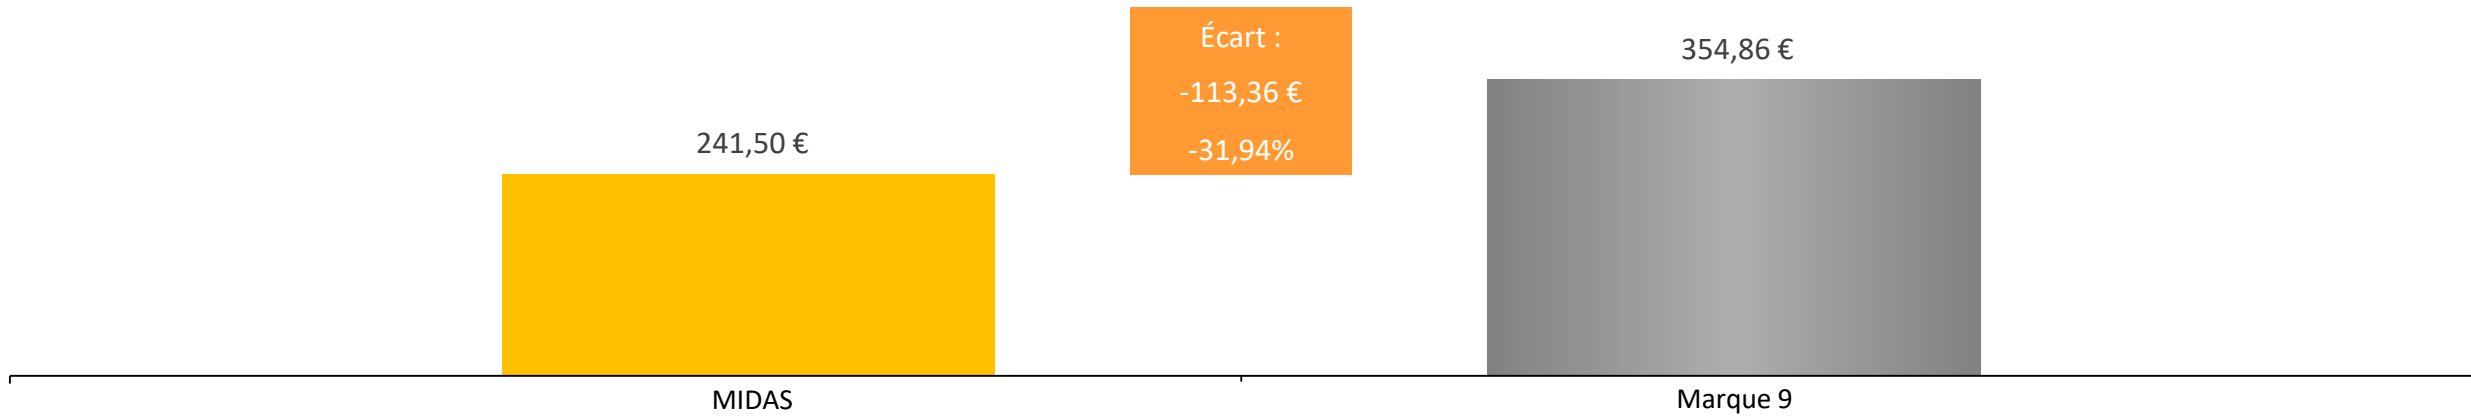 Écart :
-113,36 €
-31,94%
354,86 €
241,50 €
MIDAS
Marque 9